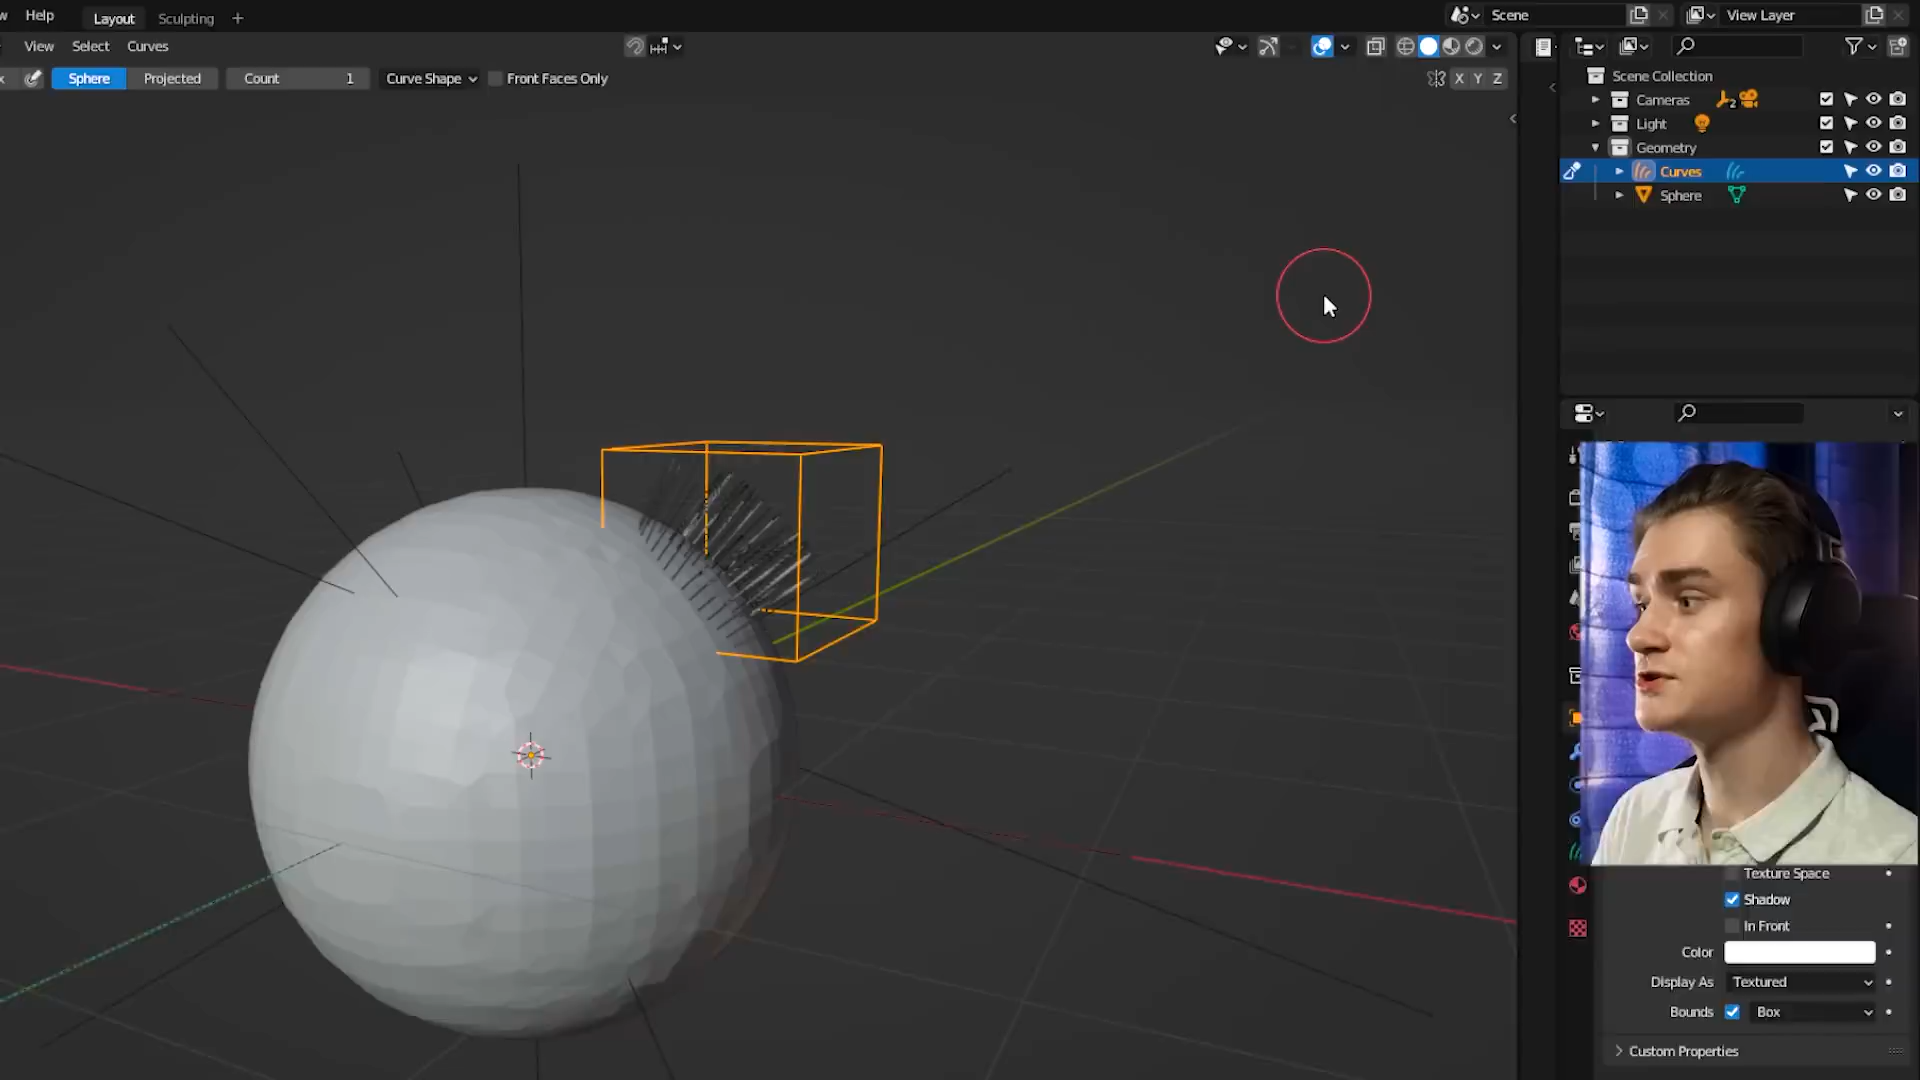 Help
Layout
Sculpting
+
Scene
View Layer
View
Select
Curves
Sphere
Projected
Count
1
Curve Shape
Front Faces Only
X
Y
Z
Scene Collection
Cameras
2
Light
Geometry
Curves
Sphere
Texture Space
Shadow
In Front
Color
Display As
Textured
Bounds
Box
Custom Properties